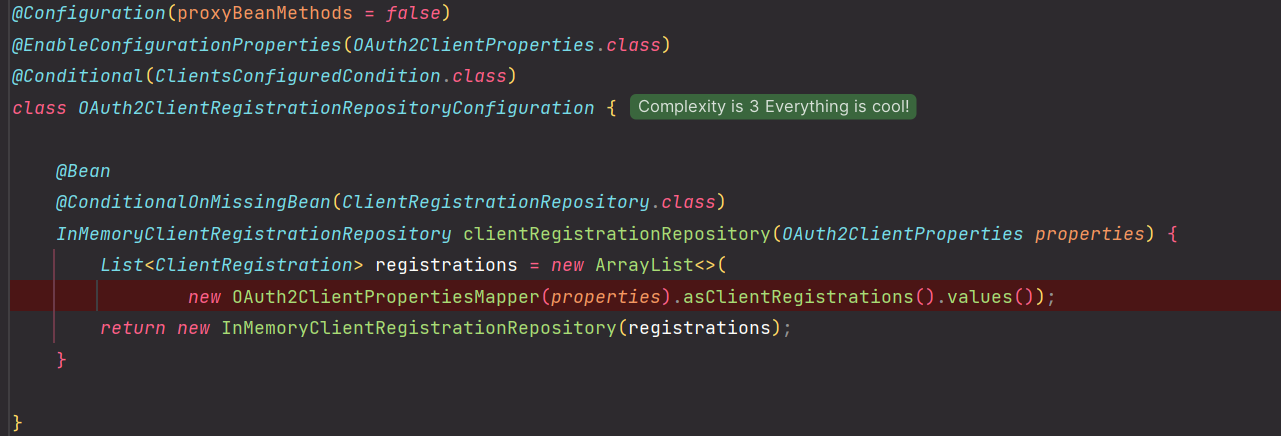 @Configuration(proxyBeanMethods = false)
@EnableConfigurationProperties(OAuth2ClientProperties.class)
@Conditional(ClientsConfiguredCondition.class)
class OAuth2ClientRegistrationRepositoryConfiguration { Complexity is 3 Everything is cool!
@Bean
@ConditionalOnMissingBean(ClientRegistrationRepository.class)
InMemoryClientRegistrationRepository clientRegistrationRepository(OAuth2ClientProperties properties) {
List<ClientRegistration> registrations = new ArrayList<>(
new OAuth2ClientPropertiesMapper(properties).asClientRegistrations().values());
return new InMemoryClientRegistrationRepository(registrations);
}
}